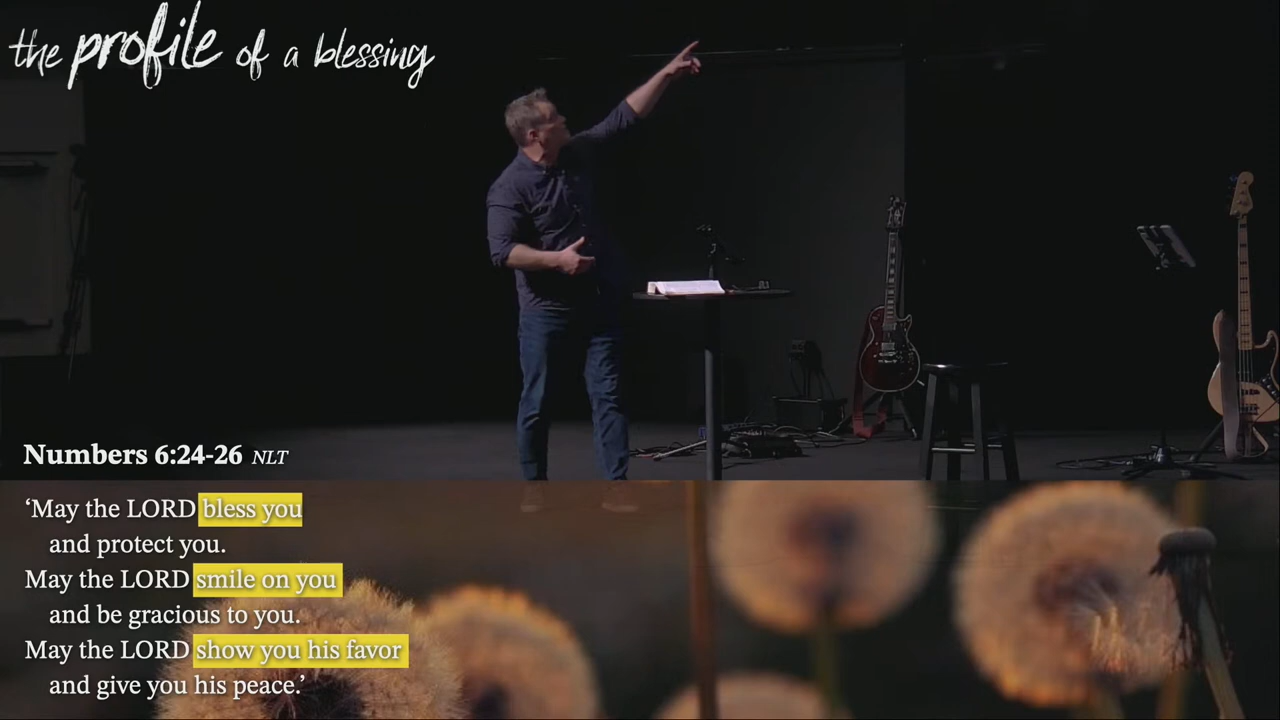 the profile of a blessing
Numbers 6:24-26 NLT
‘May the LORD bless you
and protect you.
May the LORD smile on you
and be gracious to you.
May the LORD show you his favor
and give you his peace.’